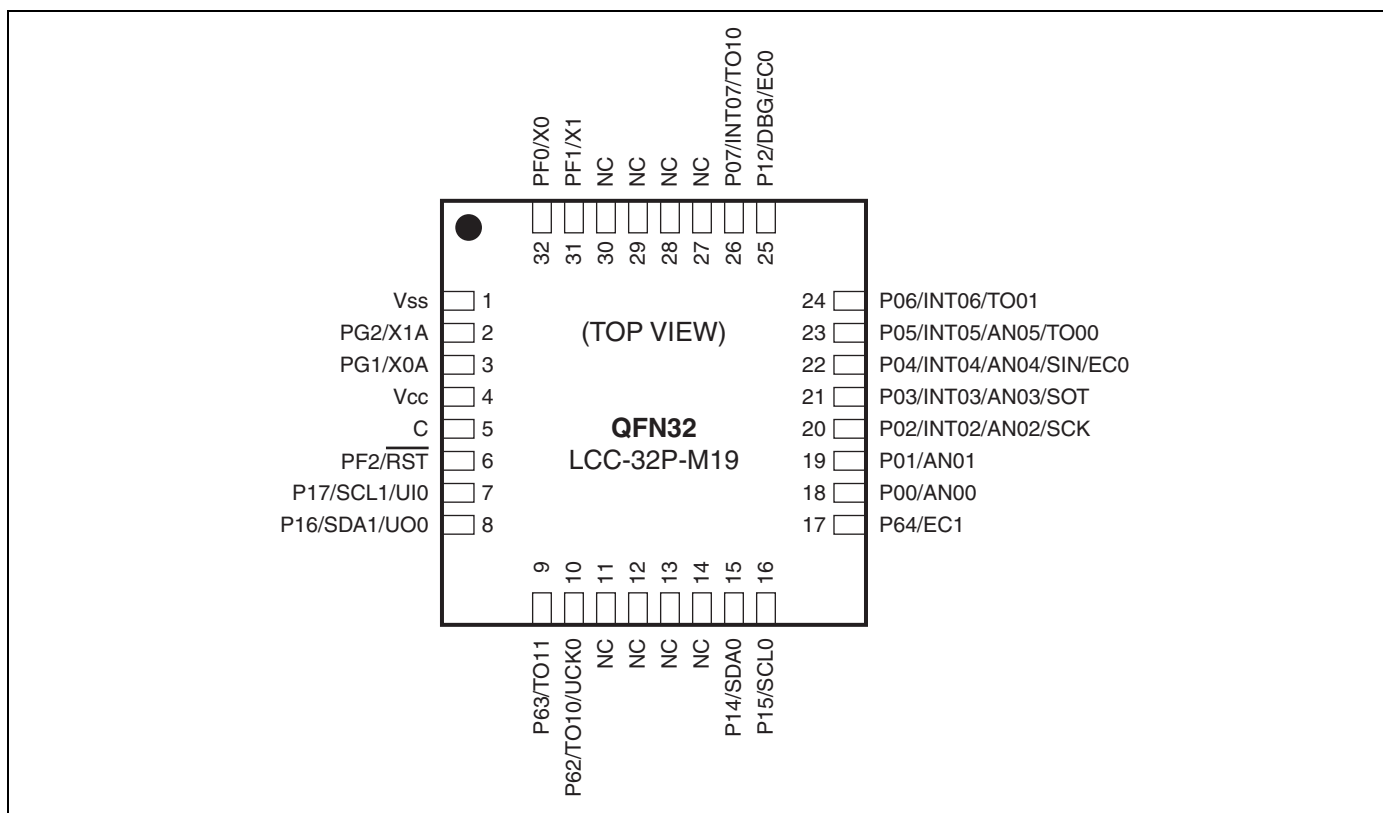 PF0/X0
PF1/X1
NC
NC
NC
NC
P07/INT07/TO10
P12/DBG/EC0
32
31
30
29
28
27
26
25
Vss 1
PG2/X1A 2
PG1/X0A 3
Vcc 4
C 5
PF2/RST 6
P17/SCL1/UI0 7
P16/SDA1/UO0 8
(TOP VIEW)
QFN32
LCC-32P-M19
24 P06/INT06/TO01
23 P05/INT05/AN05/TO00
22 P04/INT04/AN04/SIN/EC0
21 P03/INT03/AN03/SOT
20 P02/INT02/AN02/SCK
19 P01/AN01
18 P00/AN00
17 P64/EC1
9
10
11
12
13
14
15
16
P63/TO11
P62/TO10/UCK0
NC
NC
NC
NC
P14/SDA0
P15/SCL0